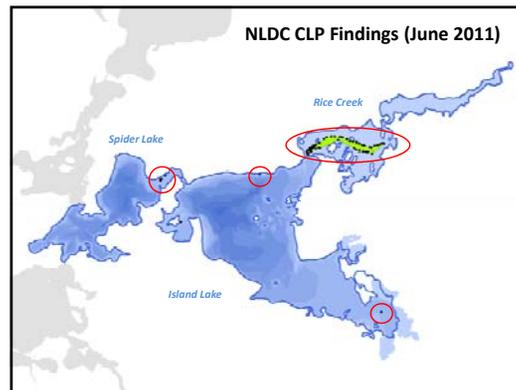 NLDC CLP Findings (June 2011)
Rice Creek
Spider Lake
Island Lake